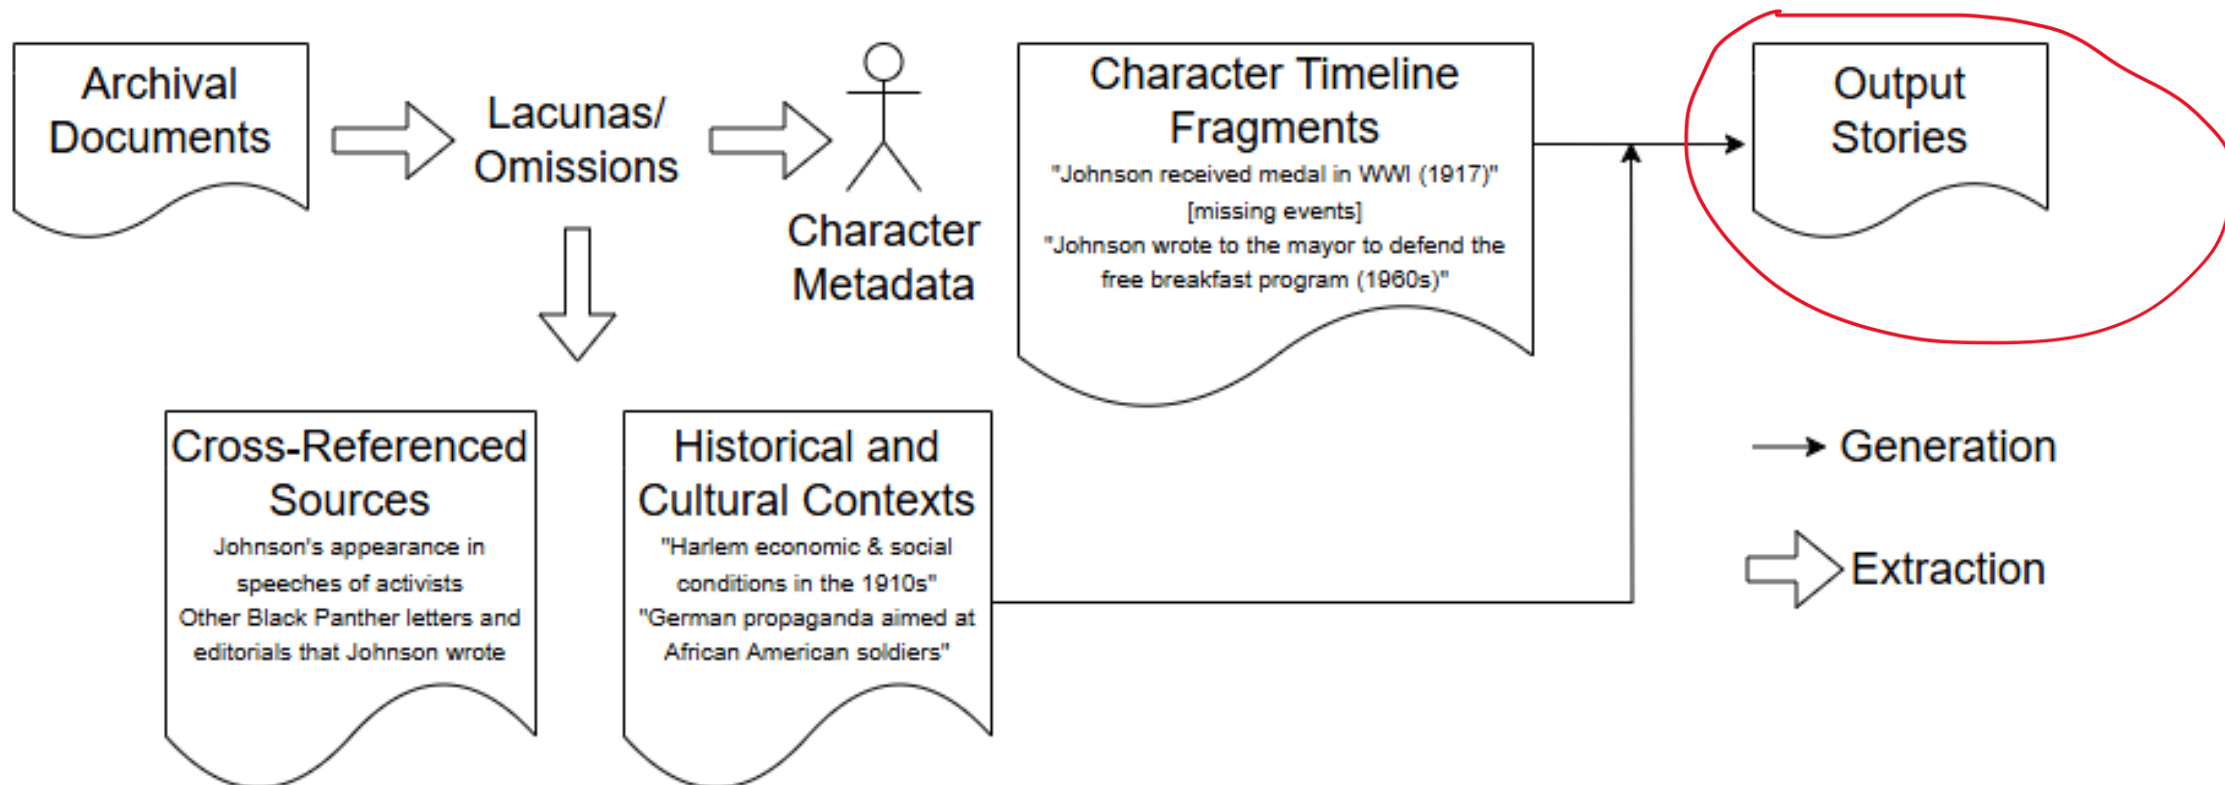 Archival
Documents
Lacunas/
Omissions
Character
Metadata
Character Timeline
Fragments
"Johnson received medal in WWI (1917)"
[missing events]
"Johnson wrote to the mayor to defend the
free breakfast program (1960s)"
Output
Stories
Cross-Referenced
Sources
Johnson's appearance in
speeches of activists
Other Black Panther letters and
editorials that Johnson wrote
Historical and
Cultural Contexts
"Harlem economic & social
conditions in the 1910s"
"German propaganda aimed at
African American soldiers"
Generation
Extraction